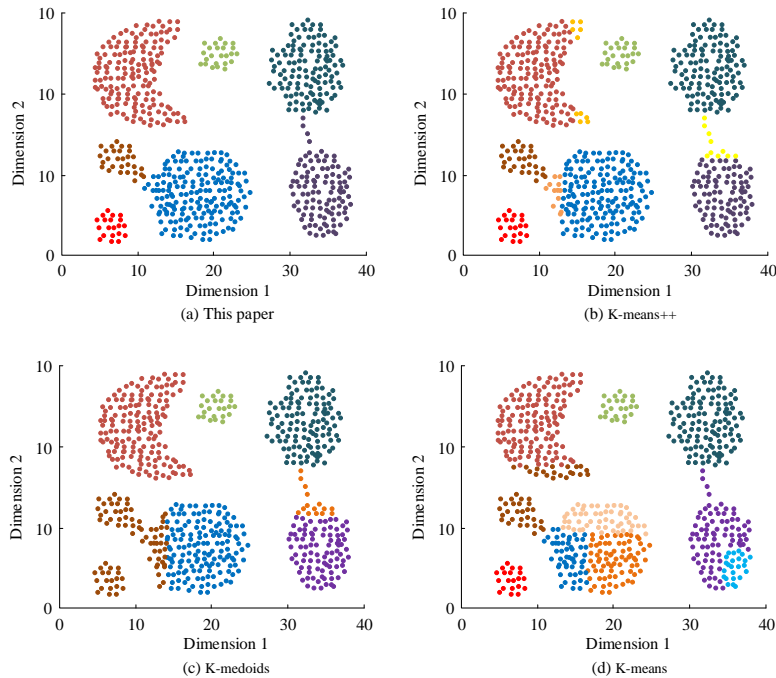 10
10
10
0
Dimension 2
0 10 20 30 40
Dimension 1
(a) This paper
10
10
10
0
Dimension 2
0 10 20 30 40
Dimension 1
(b) K-means++
10
10
10
0
Dimension 2
0 10 20 30 40
Dimension 1
(c) K-medoids
10
10
10
0
Dimension 2
0 10 20 30 40
Dimension 1
(d) K-means